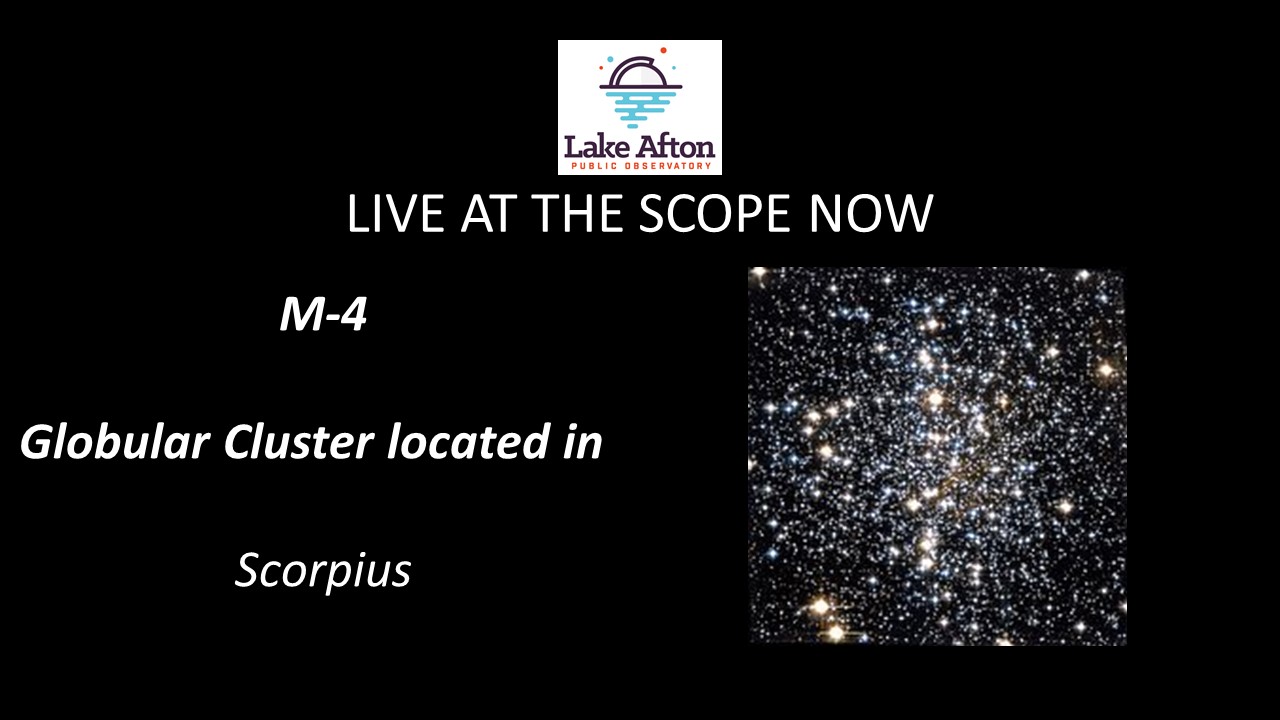 Lake Afton
PUBLIC OBSERVATORY
LIVE AT THE SCOPE NOW
M-4
Globular Cluster located in
Scorpius